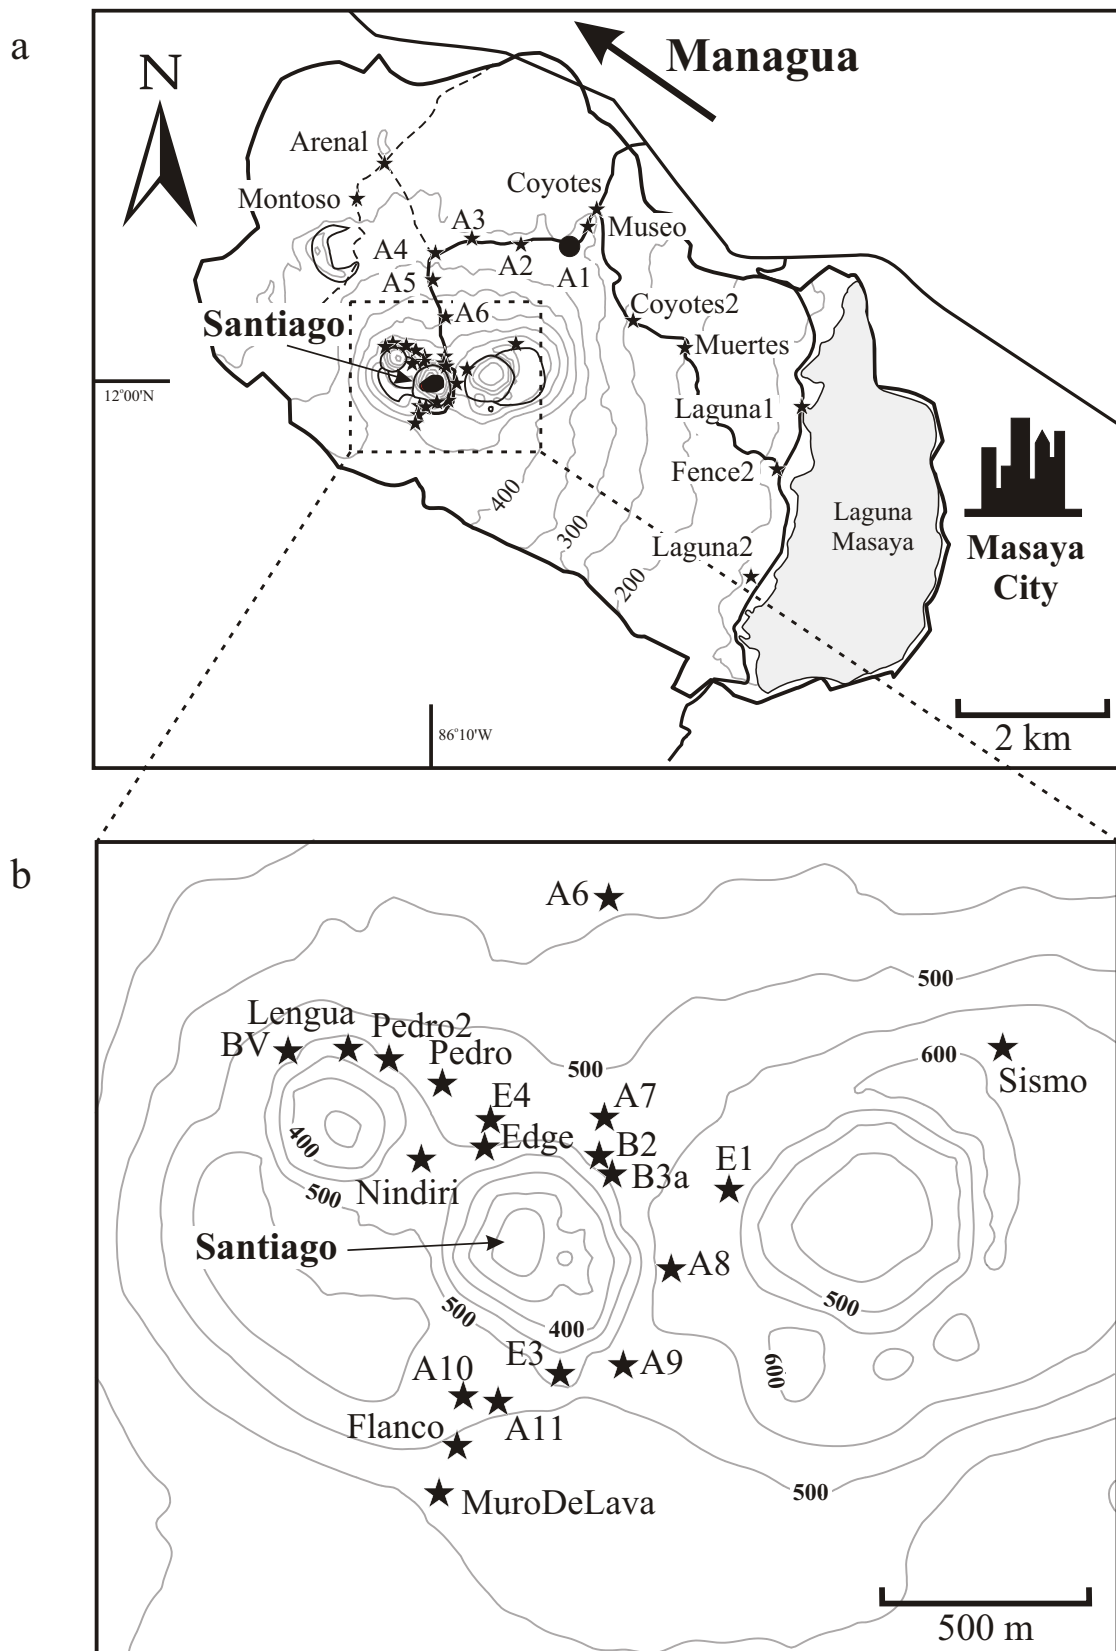 a
Managua
N
Arenal
Montoso
Coyotes
Museo
A3
A4
A2
A1
A5
A6
Santiago
Coyotes2
Muertes
12°00'N
Laguna1
Fence2
400
300
200
Laguna2
Laguna
Masaya
Masaya
City
86°10'W
2 km
b
A6
500
Lengua
BV
Pedro2
Pedro
500
600
Sismo
E4
A7
400
Edge
B2
B3a
E1
Nindiri
500
Santiago
A8
500
400
500
E3
A9
600
A10
A11
Flanco
MuroDeLava
500
500 m